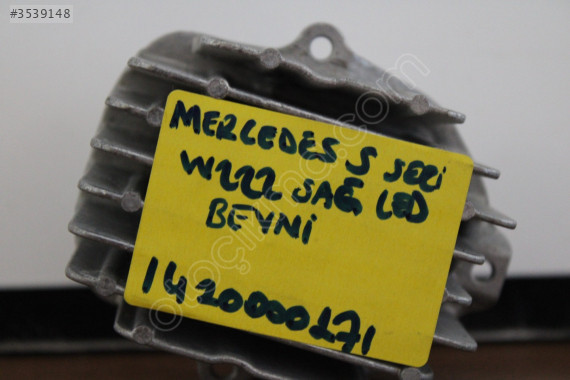 #3539148
MERCEDES S SERİ
W222 SAĞ LED
BEYNİ
1420000271